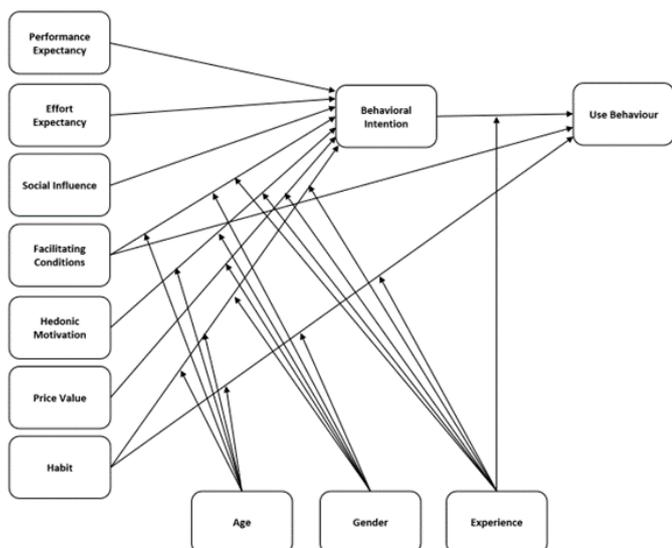 Performance
Expectancy
Effort
Expectancy
Social Influence
Facilitating
Conditions
Hedonic
Motivation
Price Value
Habit
Behavioral
Intention
Use Behaviour
Age
Gender
Experience